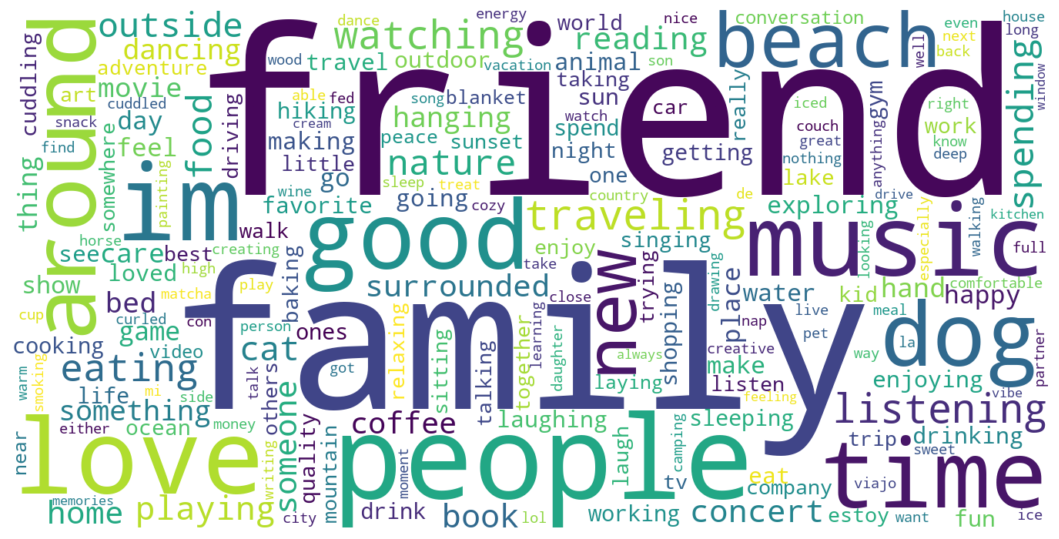 friend
family
people
love
music
time
good
around
im
beach
dog
new
watching
traveling
listening
eating
nature
outside
dancing
adventure
art
movie
snack
cuddled
cuddling
day
find
feel
somewhere
thing
food
driving
painting
wood
dance
travel
able
fed
song
hiking
making
little
peace
go
favorite
going
wine
sleep
treat
cozy
sunset
hanging
blanket
outdoor
vacation
energy
nice
reading
world
animal
taking
sun
watch
spend
night
one
country
car
getting
son
conversation
really
iced
couch
great
nothing
anything
gym
well
even
next
back
house
long
window
right
work
know
deep
spending
cream
lake
de
exploring
drive
looking
especially
walking
kitchen
full
horse
see
care
best
walk
loved
high
creating
show
matcha
play
bed
cup
curled
con
game
person
video
cooking
warm
smoking
mi
got
talk
cat
life
side
something
either
ocean
money
others
near
home
memories
playing
writing
someone
city
quality
mountain
baking
ones
surrounded
enjoy
take
relaxing
sitting
talking
together
learning
close
laying
daughter
laughing
coffee
moment
drink
lol
book
laugh
working
tv
camping
singing
trying
drawing
place
shopping
always
creative
nap
make
listen
feeling
sleeping
eat
company
concert
water
live
pet
kid
la
meal
way
hand
happy
comfortable
enjoying
partner
vibe
drinking
trip
sweet
viajo
estoy
want
fun
ice